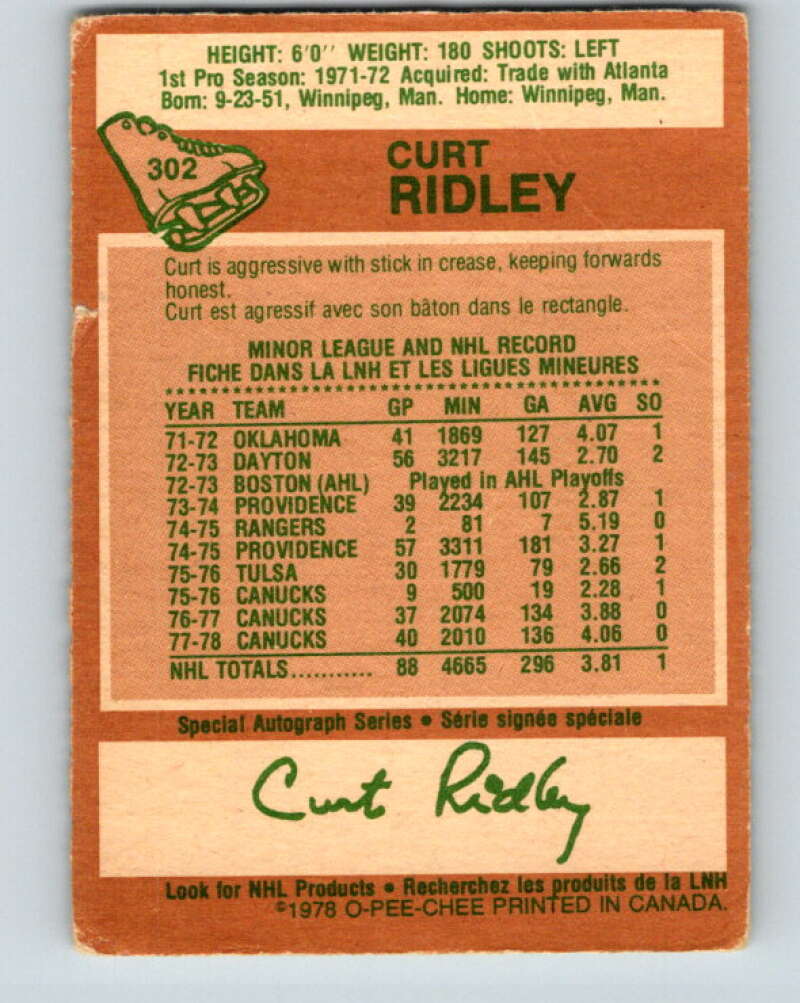 HEIGHT: 6'0'' WEIGHT: 180 SHOOTS: LEFT
1st Pro Season: 1971-72 Acquired: Trade with Atlanta
Born: 9-23-51, Winnipeg, Man. Home: Winnipeg, Man.
302
CURT
RIDLEY
Curt is aggressive with stick in crease, keeping forwards
honest.
Curt est agressif avec son bâton dans le rectangle.
MINOR LEAGUE AND NHL RECORD
FICHE DANS LA LNH ET LES LIGUES MINEURES
YEAR TEAM GP MIN GA AVG SO
71-72 OKLAHOMA 41 1869 127 4.07 1
72-73 DAYTON 56 3217 145 2.70 2
72-73 BOSTON (AHL) Played in AHL Playoffs
73-74 PROVIDENCE 39 2234 107 2.87 1
74-75 RANGERS 2 81 7 5.19 0
74-75 PROVIDENCE 57 3311 181 3.27 1
75-76 TULSA 30 1779 79 2.66 2
75-76 CANUCKS 9 500 19 2.28 1
76-77 CANUCKS 37 2074 134 3.88 0
77-78 CANUCKS 40 2010 136 4.06 0
NHL TOTALS........... 88 4665 296 3.81 1
Special Autograph Series • Série signée spéciale
Curt Ridley
Look for NHL Products • Recherchez les produits de la LNH
©1978 O-PEE-CHEE PRINTED IN CANADA.